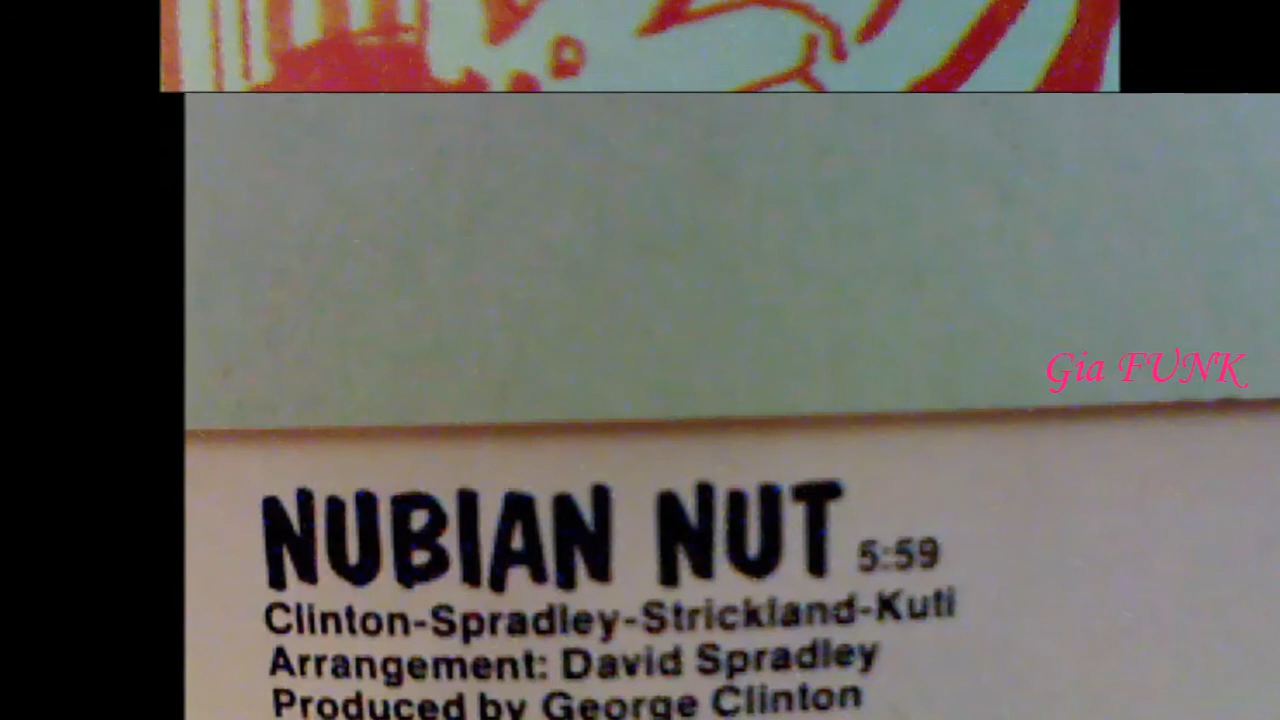 Gia FUNK
NUBIAN NUT 5:59
Clinton-Spradley-Strickland-Kuti
Arrangement: David Spradley
Produced by George Clinton